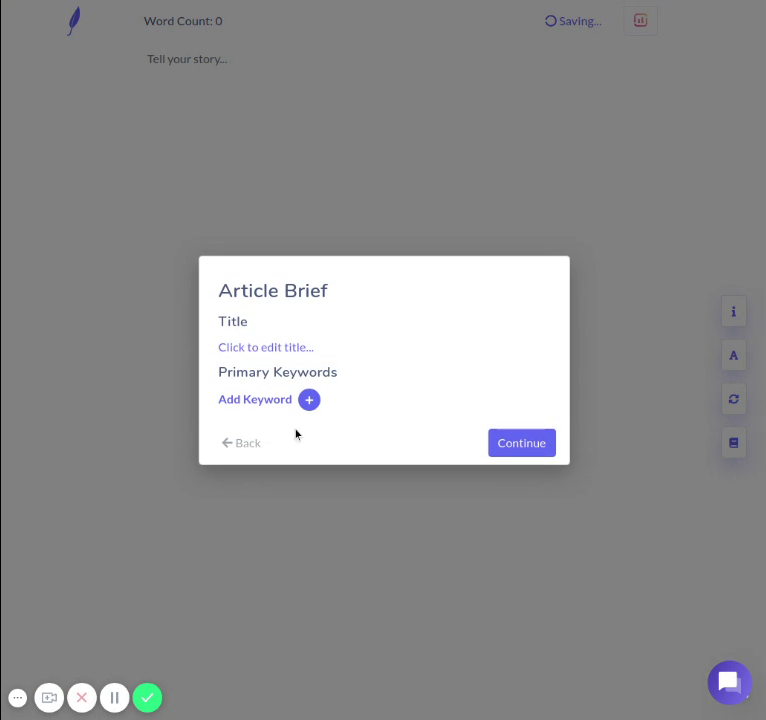 Word Count: 0
Saving...
Tell your story...
Article Brief
Title
Click to edit title...
Primary Keywords
Add Keyword +
Back
Continue
i
A